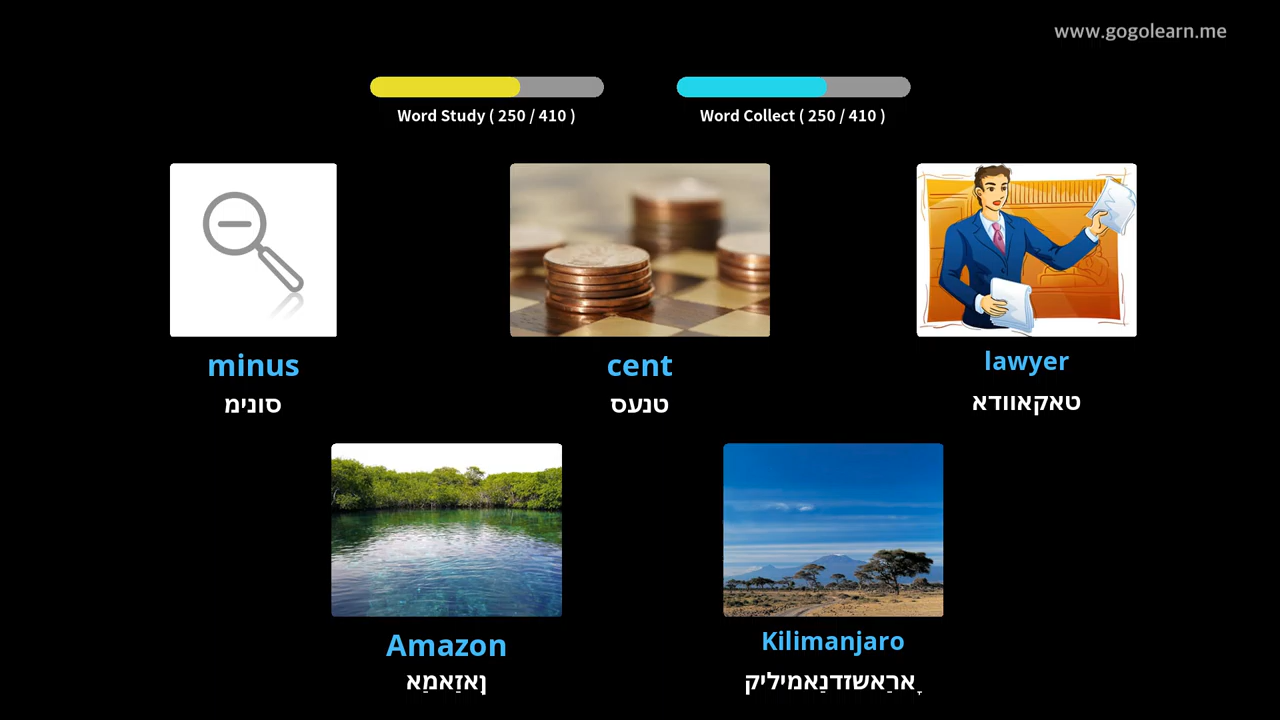 www.gogolearn.me
Word Study ( 250 / 410 )
Word Collect ( 250 / 410 )
minus
סונימ
cent
טנעס
lawyer
טאקאוודא
Amazon
ןָאזַאמַא
Kilimanjaro
ָארַאשזדנַאמיליק